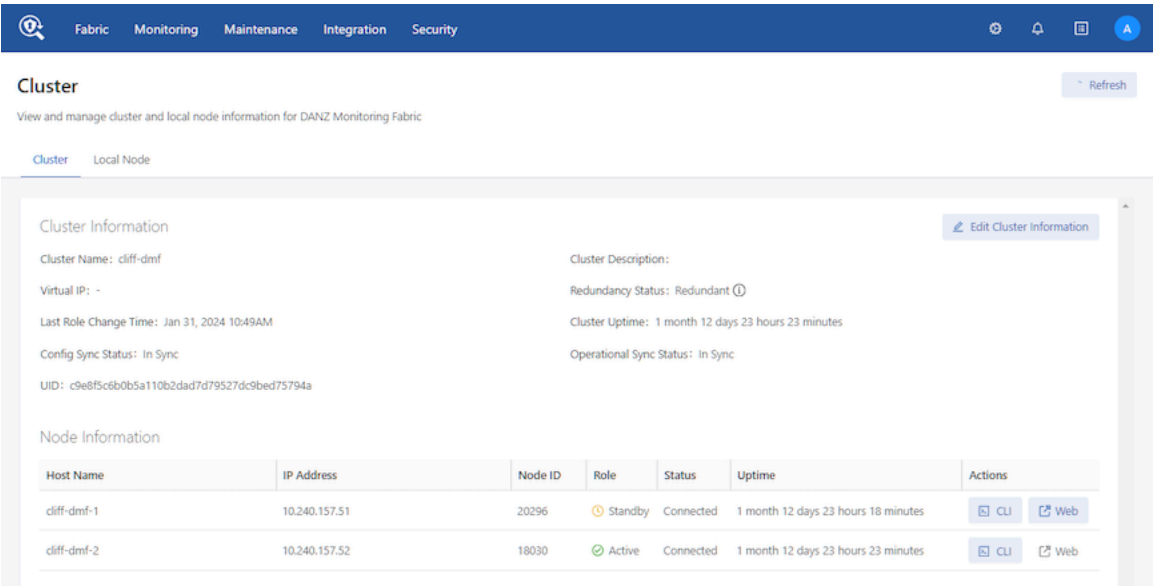 Fabric Monitoring Maintenance Integration Security A
Cluster
Refresh
View and manage cluster and local node information for DANZ Monitoring Fabric
Cluster Local Node
Cluster Information
Edit Cluster Information
Cluster Name: cliff-dmf Cluster Description:
Virtual IP: - Redundancy Status: Redundant
Last Role Change Time: Jan 31, 2024 10:49AM Cluster Uptime: 1 month 12 days 23 hours 23 minutes
Config Sync Status: In Sync Operational Sync Status: In Sync
UID: c9e8f5c6b0b5a110b2dad7d79527dc9bed75794a
Node Information
Host Name IP Address Node ID Role Status Uptime Actions
cliff-dmf-1 10.240.157.51 20296 Standby Connected 1 month 12 days 23 hours 18 minutes CLI Web
cliff-dmf-2 10.240.157.52 18030 Active Connected 1 month 12 days 23 hours 23 minutes CLI Web